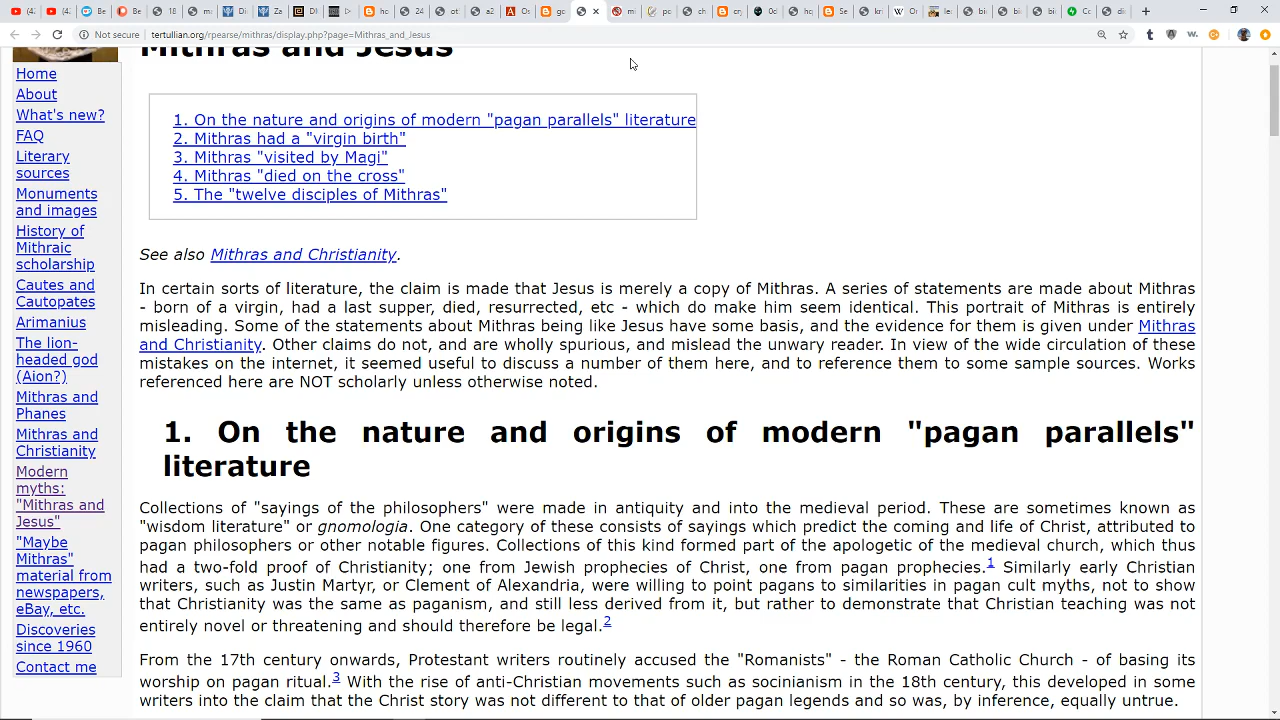 Not secure
tertullian.org/rpearse/mithras/display.php?page=Mithras_and_Jesus
Mithras and Jesus
Home
About
What's new?
FAQ
Literary
sources
Monuments
and images
History of
Mithraic
scholarship
Cautes and
Cautopates
Arimanius
The lion-
headed god
(Aion?)
Mithras and
Phanes
Mithras and
Christianity
Modern
myths:
"Mithras and
Jesus"
"Maybe
Mithras"
material from
newspapers,
eBay, etc.
Discoveries
since 1960
Contact me
1. On the nature and origins of modern "pagan parallels" literature
2. Mithras had a "virgin birth"
3. Mithras "visited by Magi"
4. Mithras "died on the cross"
5. The "twelve disciples of Mithras"
See also Mithras and Christianity.
In certain sorts of literature, the claim is made that Jesus is merely a copy of Mithras. A series of statements are made about Mithras
- born of a virgin, had a last supper, died, resurrected, etc - which do make him seem identical. This portrait of Mithras is entirely
misleading. Some of the statements about Mithras being like Jesus have some basis, and the evidence for them is given under Mithras
and Christianity. Other claims do not, and are wholly spurious, and mislead the unwary reader. In view of the wide circulation of these
mistakes on the internet, it seemed useful to discuss a number of them here, and to reference them to some sample sources. Works
referenced here are NOT scholarly unless otherwise noted.
1. On the nature and origins of modern "pagan parallels"
literature
Collections of "sayings of the philosophers" were made in antiquity and into the medieval period. These are sometimes known as
"wisdom literature" or gnomologia. One category of these consists of sayings which predict the coming and life of Christ, attributed to
pagan philosophers or other notable figures. Collections of this kind formed part of the apologetic of the medieval church, which thus
had a two-fold proof of Christianity; one from Jewish prophecies of Christ, one from pagan prophecies.1 Similarly early Christian
writers, such as Justin Martyr, or Clement of Alexandria, were willing to point pagans to similarities in pagan cult myths, not to show
that Christianity was the same as paganism, and still less derived from it, but rather to demonstrate that Christian teaching was not
entirely novel or threatening and should therefore be legal.2
From the 17th century onwards, Protestant writers routinely accused the "Romanists" - the Roman Catholic Church - of basing its
worship on pagan ritual.3 With the rise of anti-Christian movements such as socinianism in the 18th century, this developed in some
writers into the claim that the Christ story was not different to that of older pagan legends and so was, by inference, equally untrue.